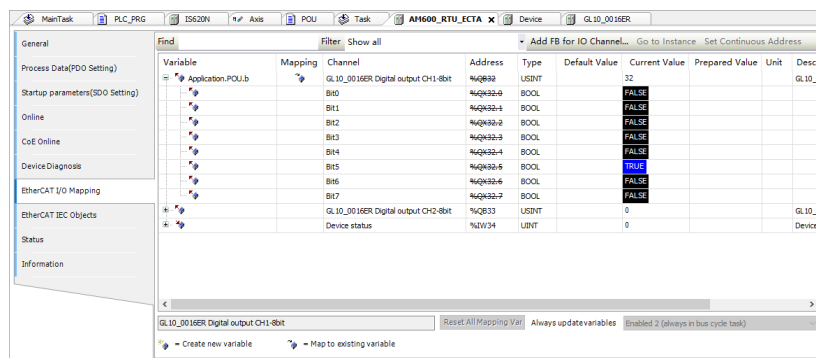 MainTask PLC_PRG IS620N Axis POU Task AM600_RTU_ECTA x Device GL10_0016ER
General
Process Data(PDO Setting)
Startup parameters(SDO Setting)
Online
CoE Online
Device Diagnosis
EtherCAT I/O Mapping
EtherCAT IEC Objects
Status
Information
Find Filter Show all Add FB for IO Channel... Go to Instance Set Continuous Address
Variable Mapping Channel Address Type Default Value Current Value Prepared Value Unit Desc
Application.POU.b GL10_0016ER Digital output CH1-8bit %QB32 USINT 32 GL10_
Bit0 %QX32.0 BOOL FALSE
Bit1 %QX32.1 BOOL FALSE
Bit2 %QX32.2 BOOL FALSE
Bit3 %QX32.3 BOOL FALSE
Bit4 %QX32.4 BOOL FALSE
Bit5 %QX32.5 BOOL TRUE
Bit6 %QX32.6 BOOL FALSE
Bit7 %QX32.7 BOOL FALSE
GL10_0016ER Digital output CH2-8bit %QB33 USINT 0 GL10_
Device status %IW34 UINT 0 Device
GL10_0016ER Digital output CH1-8bit Reset All Mapping Var Always update variables Enabled 2 (always in bus cycle task)
= Create new variable = Map to existing variable